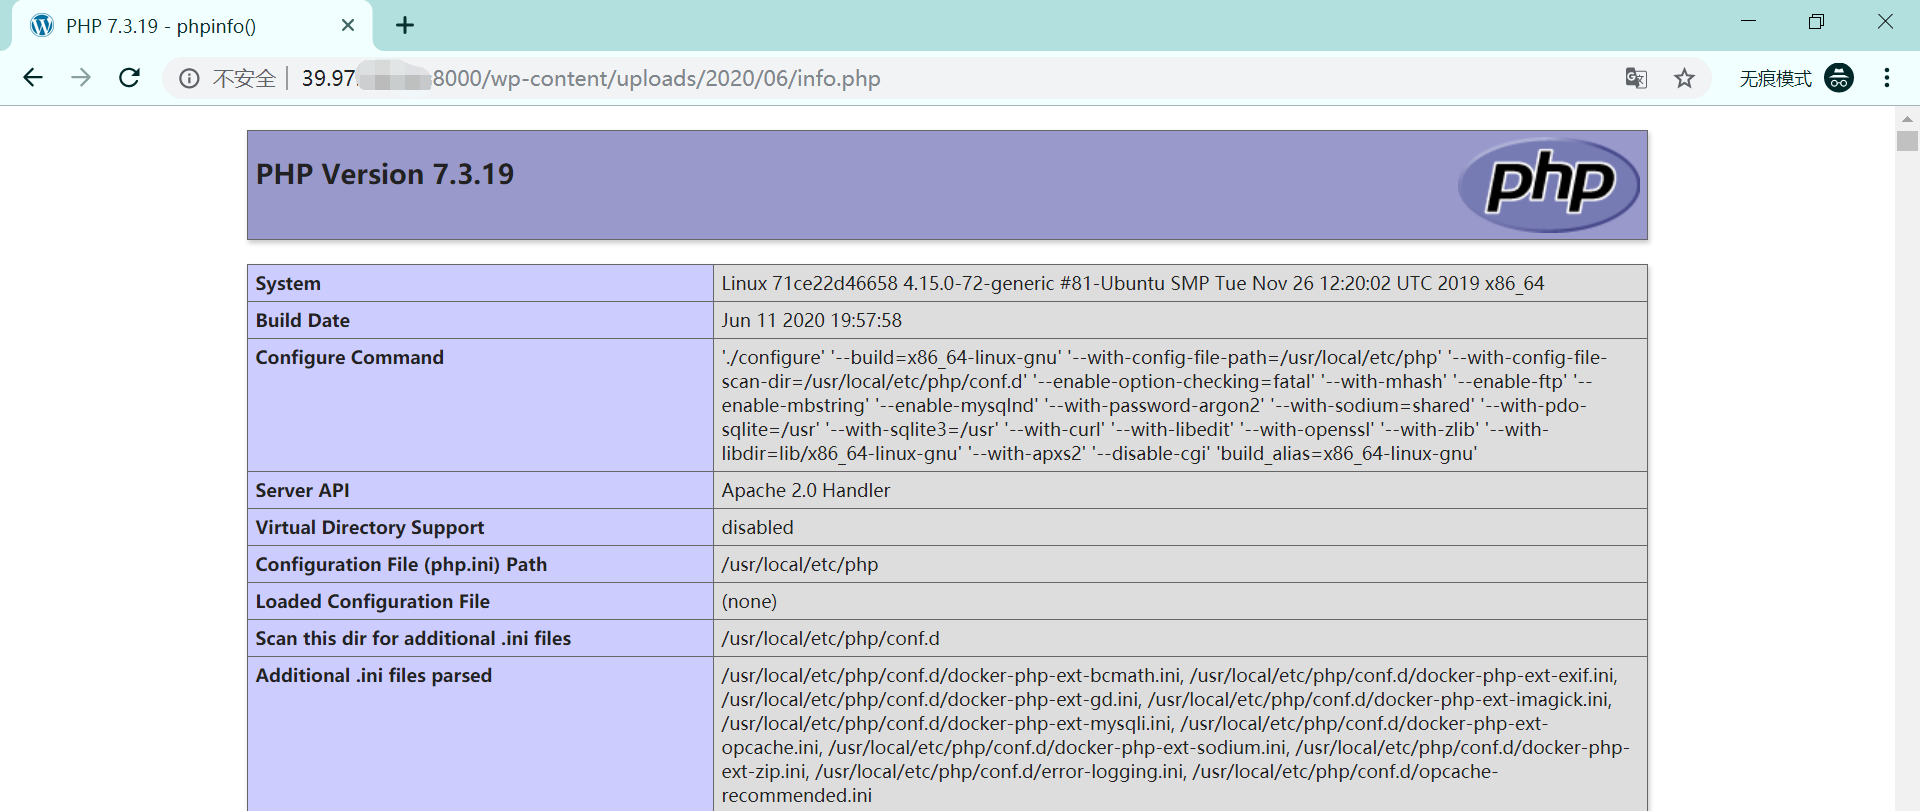 PHP 7.3.19 - phpinfo()
不安全 39.97. 8000/wp-content/uploads/2020/06/info.php 无痕模式
PHP Version 7.3.19
php
System Linux 71ce22d46658 4.15.0-72-generic #81-Ubuntu SMP Tue Nov 26 12:20:02 UTC 2019 x86_64
Build Date Jun 11 2020 19:57:58
Configure Command './configure' '--build=x86_64-linux-gnu' '--with-config-file-path=/usr/local/etc/php' '--with-config-file-
scan-dir=/usr/local/etc/php/conf.d' '--enable-option-checking=fatal' '--with-mhash' '--enable-ftp' '--
enable-mbstring' '--enable-mysqlnd' '--with-password-argon2' '--with-sodium=shared' '--with-pdo-
sqlite=/usr' '--with-sqlite3=/usr' '--with-curl' '--with-libedit' '--with-openssl' '--with-zlib' '--with-
libdir=lib/x86_64-linux-gnu' '--with-apxs2' '--disable-cgi' 'build_alias=x86_64-linux-gnu'
Server API Apache 2.0 Handler
Virtual Directory Support disabled
Configuration File (php.ini) Path /usr/local/etc/php
Loaded Configuration File (none)
Scan this dir for additional .ini files /usr/local/etc/php/conf.d
Additional .ini files parsed /usr/local/etc/php/conf.d/docker-php-ext-bcmath.ini, /usr/local/etc/php/conf.d/docker-php-ext-exif.ini,
/usr/local/etc/php/conf.d/docker-php-ext-gd.ini, /usr/local/etc/php/conf.d/docker-php-ext-imagick.ini,
/usr/local/etc/php/conf.d/docker-php-ext-mysqli.ini, /usr/local/etc/php/conf.d/docker-php-ext-
opcache.ini, /usr/local/etc/php/conf.d/docker-php-ext-sodium.ini, /usr/local/etc/php/conf.d/docker-php-
ext-zip.ini, /usr/local/etc/php/conf.d/error-logging.ini, /usr/local/etc/php/conf.d/opcache-
recommended.ini